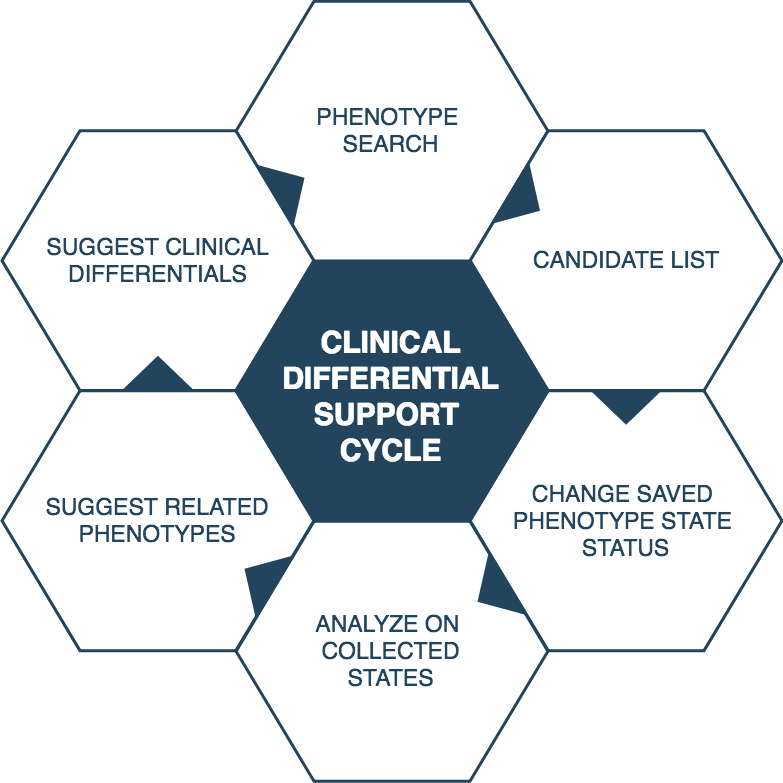 PHENOTYPE
SEARCH
CANDIDATE LIST
CHANGE SAVED
PHENOTYPE STATE
STATUS
ANALYZE ON
COLLECTED
STATES
SUGGEST RELATED
PHENOTYPES
SUGGEST CLINICAL
DIFFERENTIALS
CLINICAL
DIFFERENTIAL
SUPPORT
CYCLE